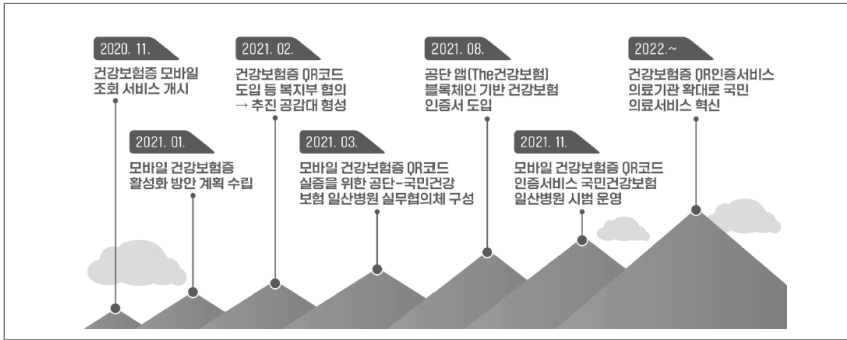 2020. 11.
건강보험증 모바일
조회 서비스 개시
2021. 01.
모바일 건강보험증
활성화 방안 계획 수립
2021. 02.
건강보험증 QR코드
도입 등 복지부 협의
→ 추진 공감대 형성
2021. 03.
모바일 건강보험증 QR코드
실증을 위한 공단-국민건강
보험 일산병원 실무협의체 구성
2021. 08.
공단 앱(The건강보험)
블록체인 기반 건강보험
인증서 도입
2021. 11.
모바일 건강보험증 QR코드
인증서비스 국민건강보험
일산병원 시범 운영
2022.~
건강보험증 QR인증서비스
의료기관 확대로 국민
의료서비스 혁신